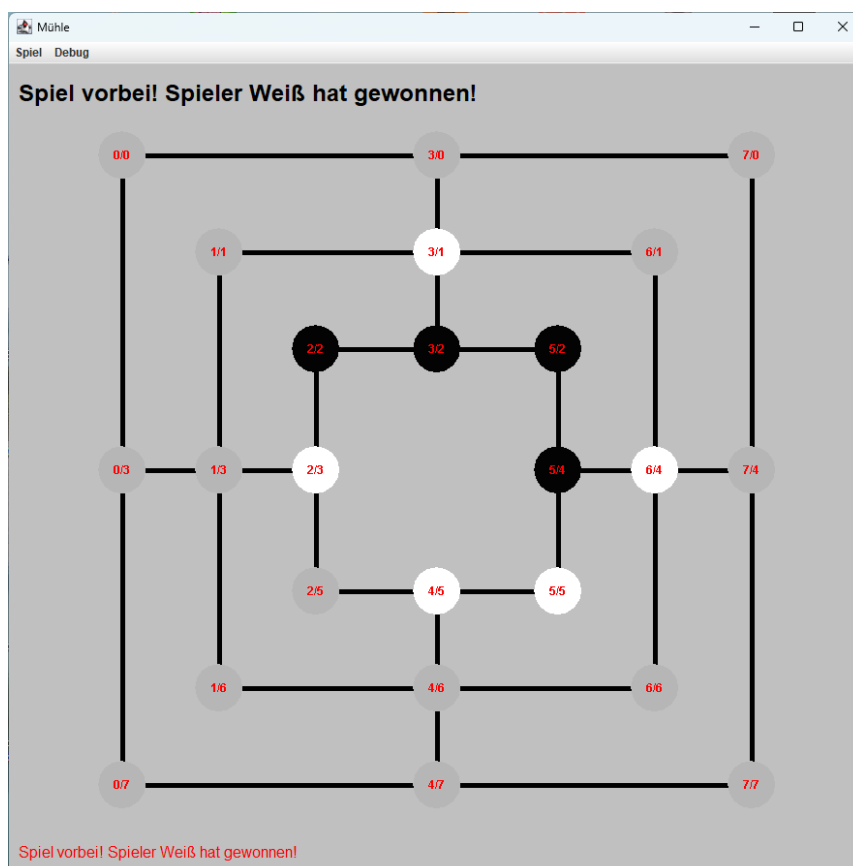 Mühle
Spiel Debug
Spiel vorbei! Spieler Weiß hat gewonnen!
0/0 3/0 7/0
1/1 3/1 6/1
2/2 3/2 5/2
0/3 1/3 2/3 5/4 6/4 7/4
2/5 4/5 5/5
1/6 4/6 6/6
0/7 4/7 7/7
Spiel vorbei! Spieler Weiß hat gewonnen!